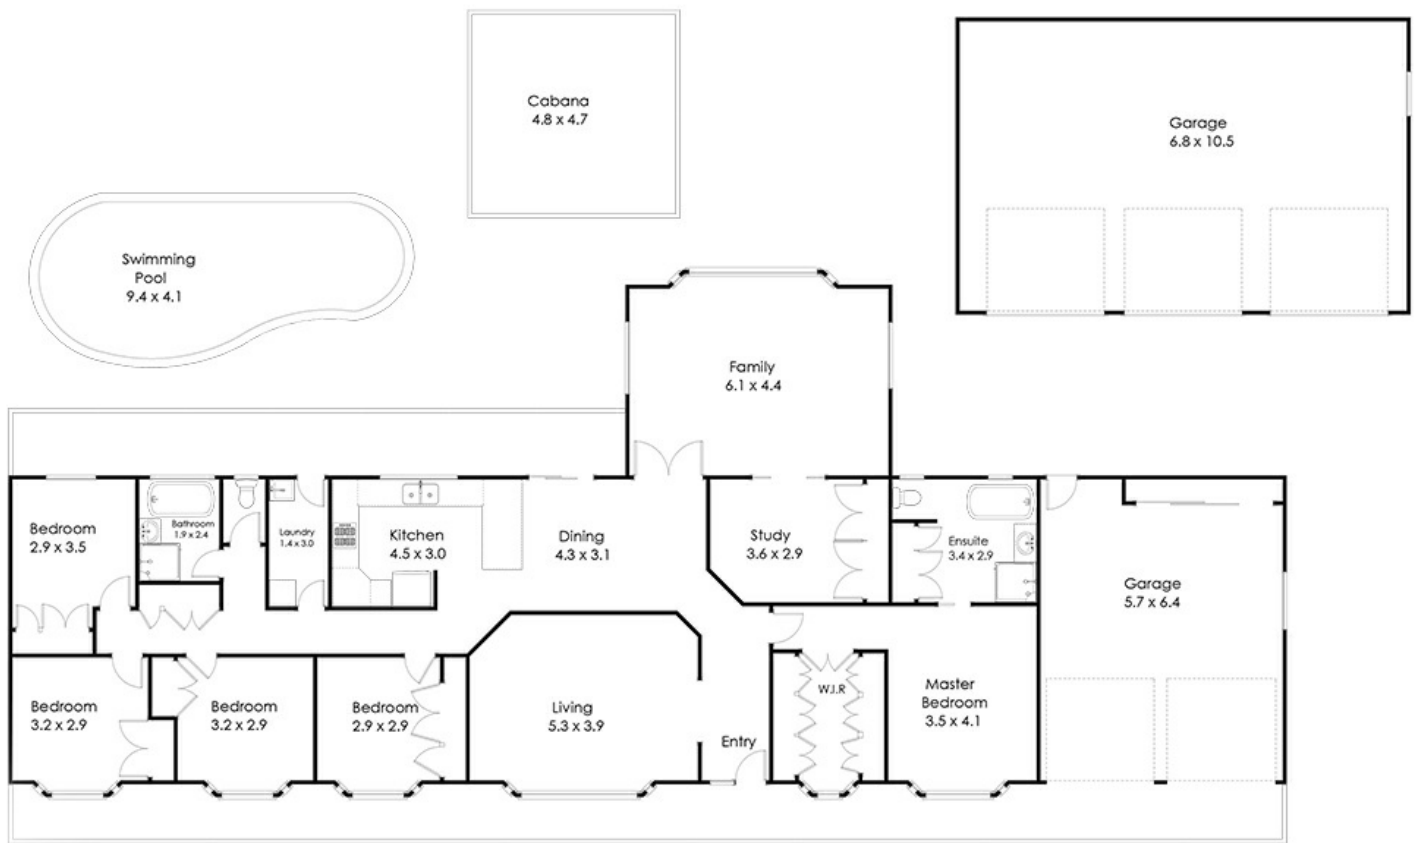 Cabana
4.8 x 4.7
Garage
6.8 x 10.5
Swimming
Pool
9.4 x 4.1
Family
6.1 x 4.4
Bedroom
2.9 x 3.5
Bathroom
1.9 x 2.4
Laundry
1.4 x 3.0
Kitchen
4.5 x 3.0
Dining
4.3 x 3.1
Study
3.6 x 2.9
Ensuite
3.4 x 2.9
Garage
5.7 x 6.4
Bedroom
3.2 x 2.9
Bedroom
3.2 x 2.9
Bedroom
2.9 x 2.9
Living
5.3 x 3.9
Entry
W.I.R
Master
Bedroom
3.5 x 4.1